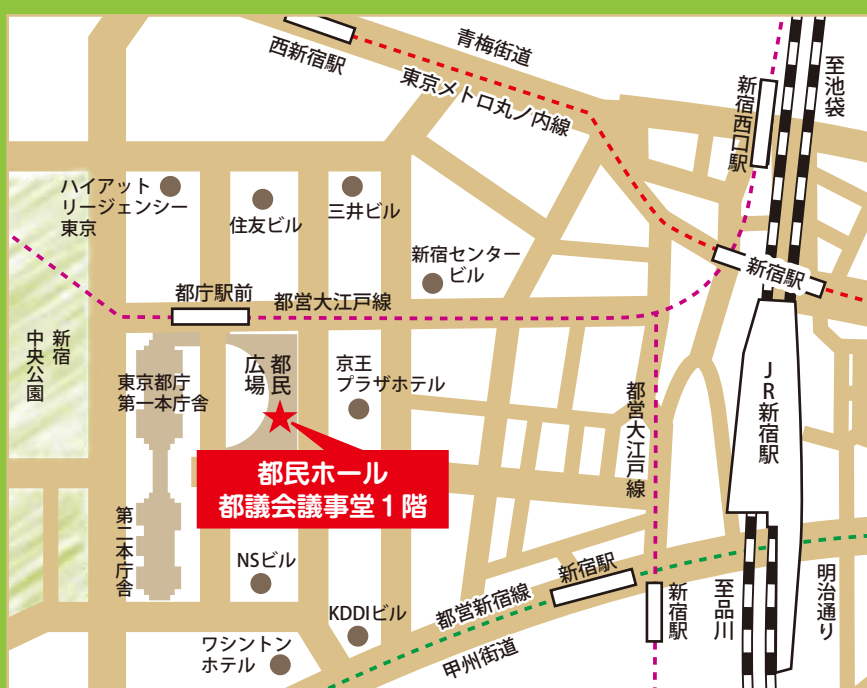 青梅街道
西新宿駅
東京メトロ丸ノ内線
至池袋
新宿西口駅
ハイアット
リージェンシー
東京
住友ビル
三井ビル
新宿センター
ビル
新宿駅
都庁駅前
都営大江戸線
新宿
中央公園
東京都庁
第一本庁舎
都民
広場
京王
プラザホテル
都営大江戸線
JR新宿駅
都民ホール
都議会議事堂1階
第二本庁舎
NSビル
KDDIビル
ワシントン
ホテル
都営新宿線
新宿駅
甲州街道
新宿駅
至品川
明治通り